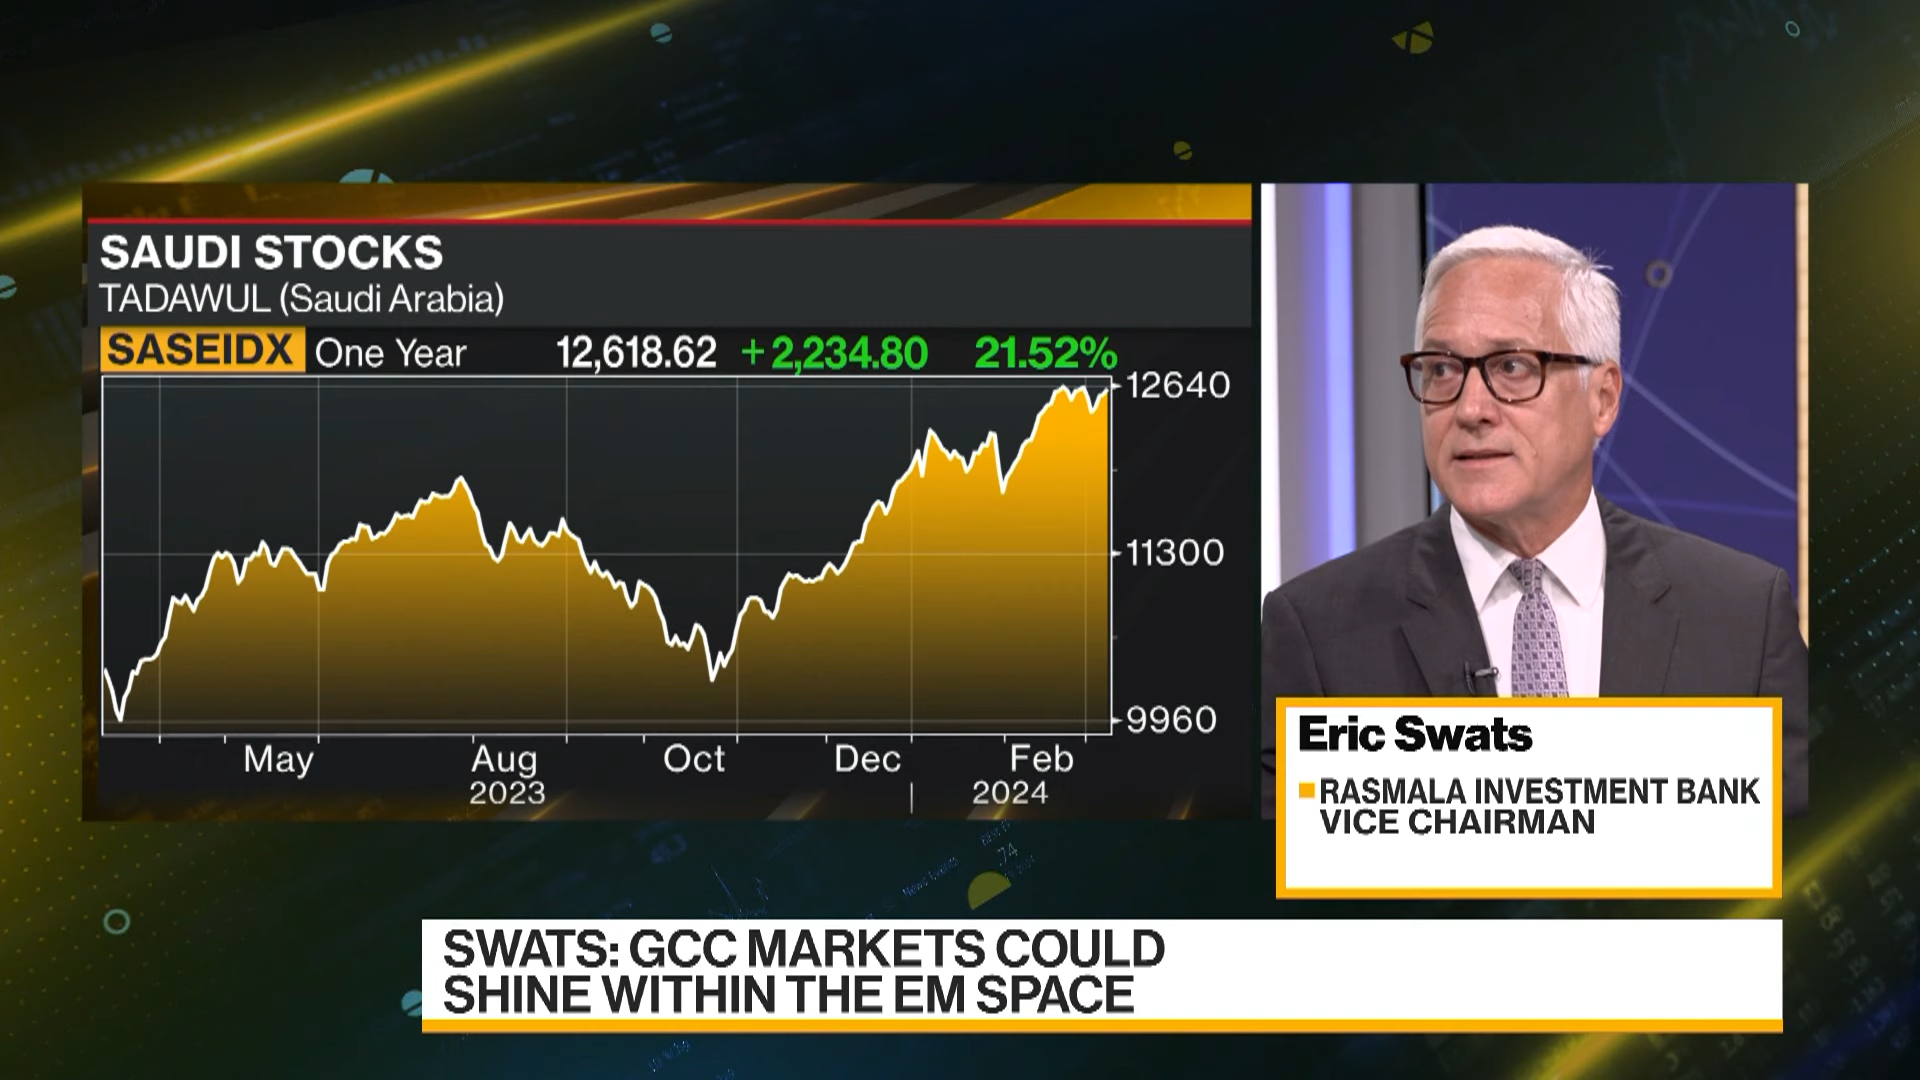 SAUDI STOCKS
TADAWUL (Saudi Arabia)
SASEIDX One Year 12,618.62 +2,234.80 21.52%
12640
11300
9960
May Aug Oct Dec Feb
2023 2024
Eric Swats
RASMALA INVESTMENT BANK
VICE CHAIRMAN
SWATS: GCC MARKETS COULD
SHINE WITHIN THE EM SPACE